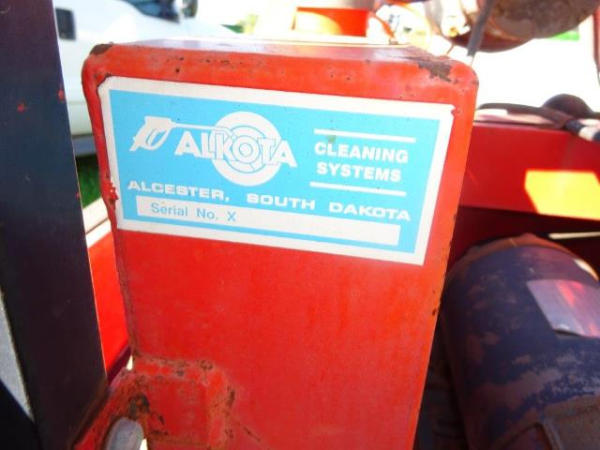 ALKOTA
CLEANING
SYSTEMS
ALCESTER, SOUTH DAKOTA
Serial No. X